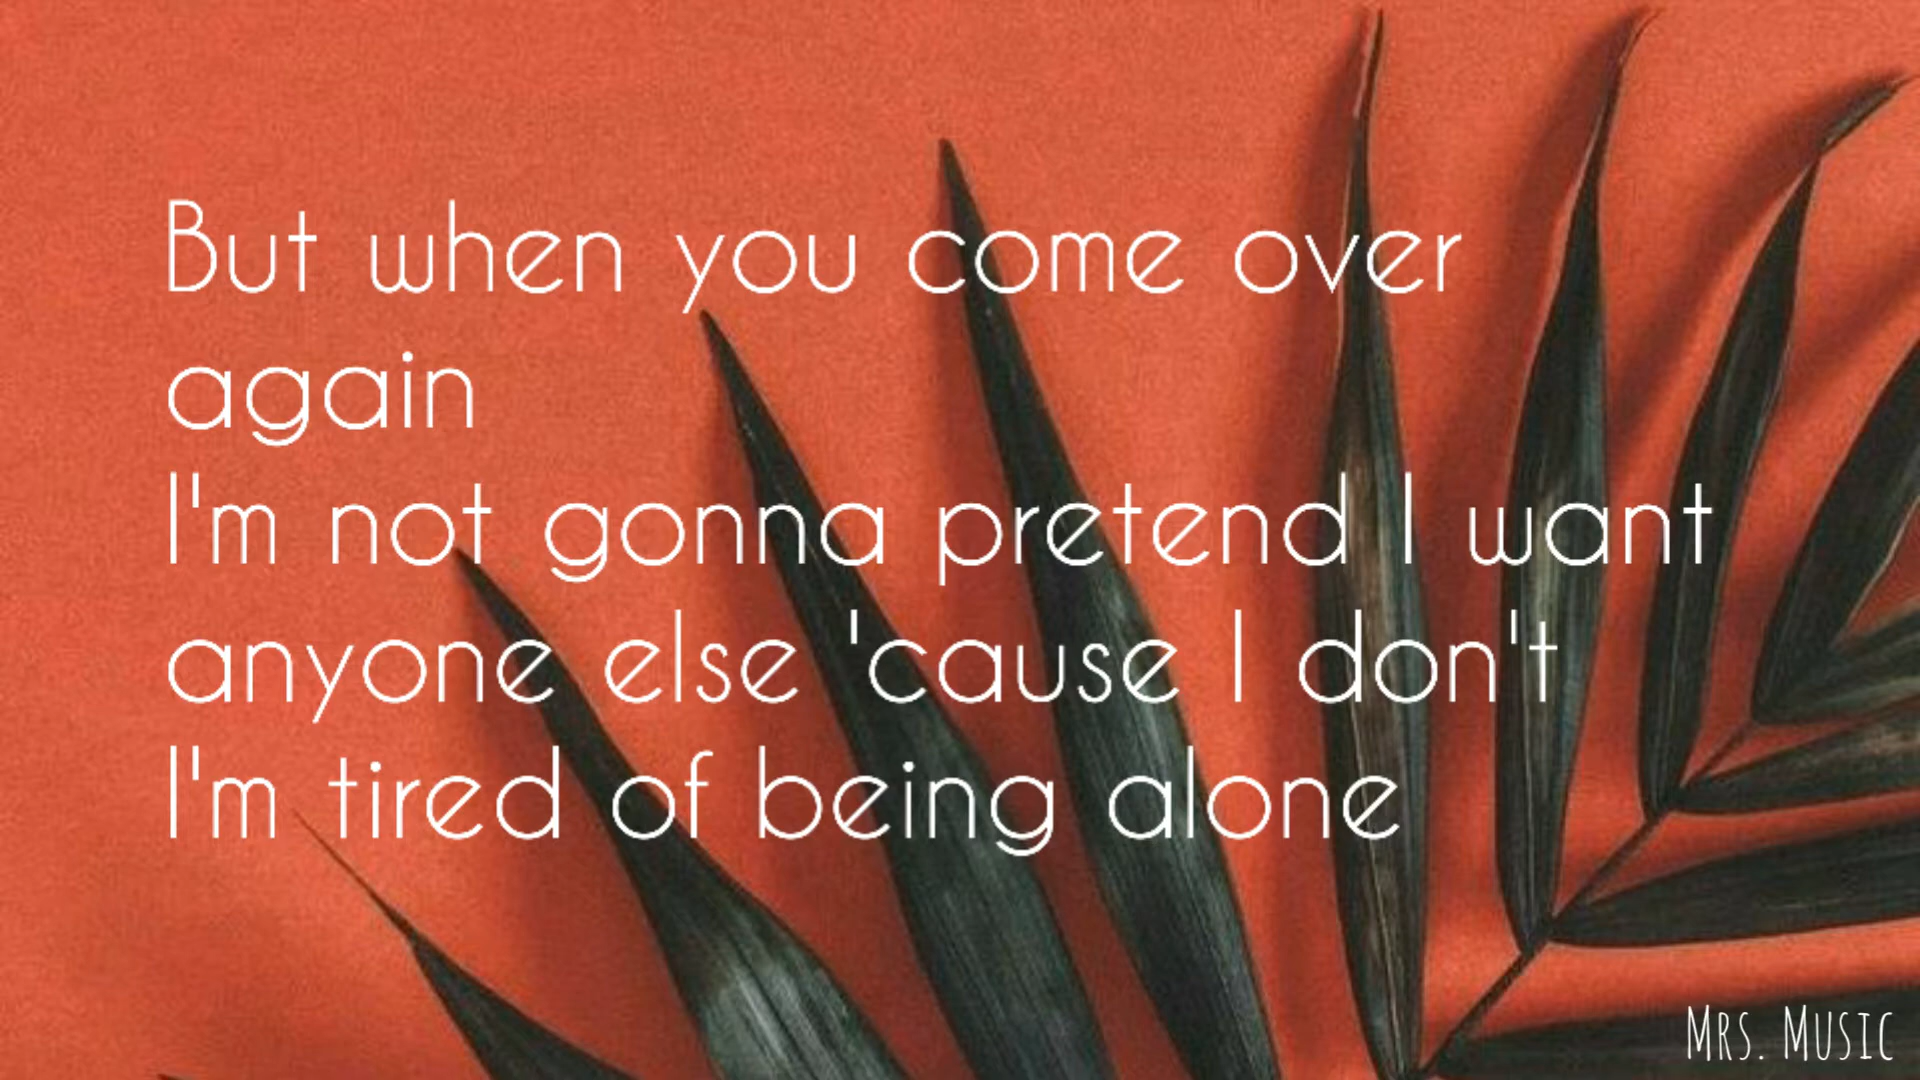 But when you come over
again
I'm not gonna pretend I want
anyone else 'cause I don't
I'm tired of being alone
Mrs. Music